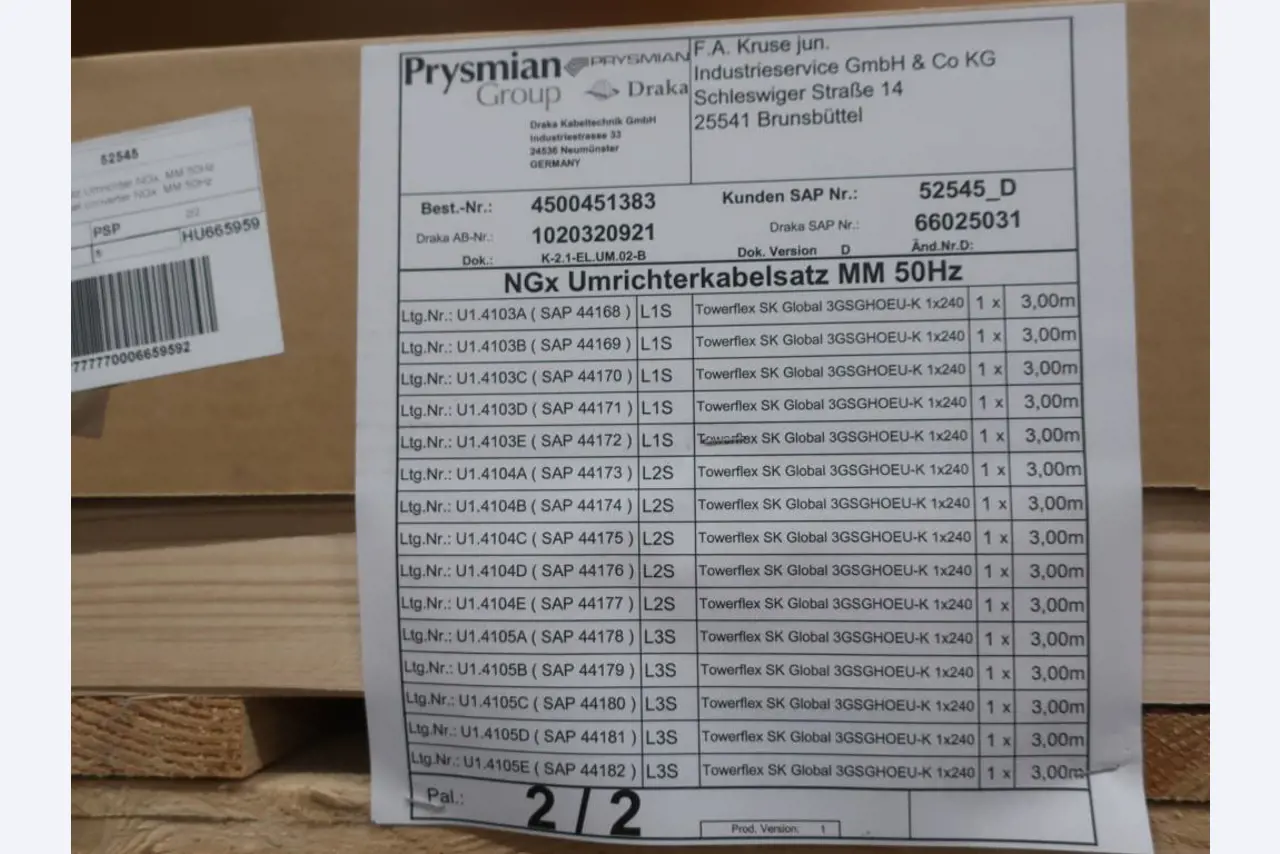 52545
Umrichter NGx MM 50Hz
converter NGx MM 50Hz
PSP
HU665959
777770006659592
Prysmian
Group
PRYSMIAN
Draka
Draka Kabeltechnik GmbH
Industriestrasse 33
24536 Neumünster
GERMANY
F.A. Kruse jun.
Industrieservice GmbH & Co KG
Schleswiger Straße 14
25541 Brunsbüttel
Best.-Nr.: 4500451383 Kunden SAP Nr.: 52545_D
Draka AB-Nr.: 1020320921 Draka SAP Nr.: 66025031
Dok.: K-2.1-EL.UM.02-B Dok. Version D Änd.Nr.D:
NGx Umrichterkabelsatz MM 50Hz
Ltg.Nr.: U1.4103A ( SAP 44168 ) L1S Towerflex SK Global 3GSGHOEU-K 1x240 1 x 3,00m
Ltg.Nr.: U1.4103B ( SAP 44169 ) L1S Towerflex SK Global 3GSGHOEU-K 1x240 1 x 3,00m
Ltg.Nr.: U1.4103C ( SAP 44170 ) L1S Towerflex SK Global 3GSGHOEU-K 1x240 1 x 3,00m
Ltg.Nr.: U1.4103D ( SAP 44171 ) L1S Towerflex SK Global 3GSGHOEU-K 1x240 1 x 3,00m
Ltg.Nr.: U1.4103E ( SAP 44172 ) L1S Towerflex SK Global 3GSGHOEU-K 1x240 1 x 3,00m
Ltg.Nr.: U1.4104A ( SAP 44173 ) L2S Towerflex SK Global 3GSGHOEU-K 1x240 1 x 3,00m
Ltg.Nr.: U1.4104B ( SAP 44174 ) L2S Towerflex SK Global 3GSGHOEU-K 1x240 1 x 3,00m
Ltg.Nr.: U1.4104C ( SAP 44175 ) L2S Towerflex SK Global 3GSGHOEU-K 1x240 1 x 3,00m
Ltg.Nr.: U1.4104D ( SAP 44176 ) L2S Towerflex SK Global 3GSGHOEU-K 1x240 1 x 3,00m
Ltg.Nr.: U1.4104E ( SAP 44177 ) L2S Towerflex SK Global 3GSGHOEU-K 1x240 1 x 3,00m
Ltg.Nr.: U1.4105A ( SAP 44178 ) L3S Towerflex SK Global 3GSGHOEU-K 1x240 1 x 3,00m
Ltg.Nr.: U1.4105B ( SAP 44179 ) L3S Towerflex SK Global 3GSGHOEU-K 1x240 1 x 3,00m
Ltg.Nr.: U1.4105C ( SAP 44180 ) L3S Towerflex SK Global 3GSGHOEU-K 1x240 1 x 3,00m
Ltg.Nr.: U1.4105D ( SAP 44181 ) L3S Towerflex SK Global 3GSGHOEU-K 1x240 1 x 3,00m
Ltg.Nr.: U1.4105E ( SAP 44182 ) L3S Towerflex SK Global 3GSGHOEU-K 1x240 1 x 3,00m
Pal.: 2 / 2
Prod. Version: 1